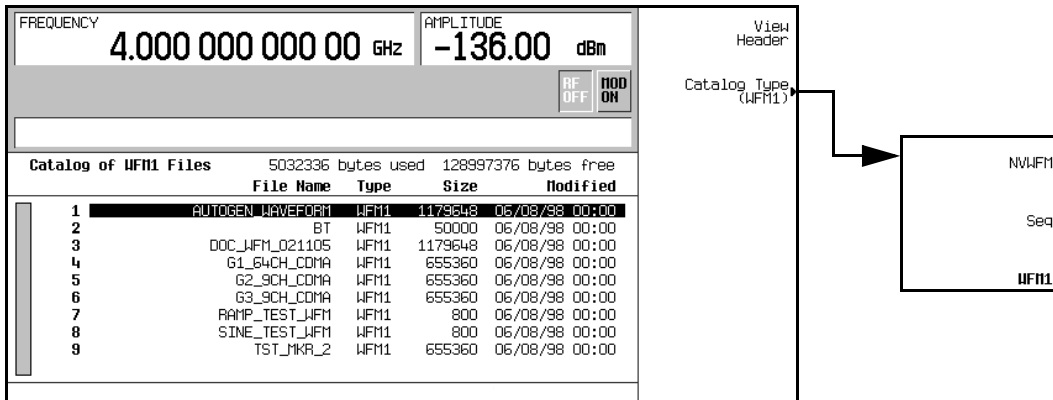 FREQUENCY
4.000 000 000 00 GHz
AMPLITUDE
-136.00 dBm
RF OFF
MOD ON
View
Header
Catalog Type
(WFM1)
NVWFM
Seq
WFM1
Catalog of WFM1 Files 5032336 bytes used 128997376 bytes free
File Name Type Size Modified
1 AUTOGEN_WAVEFORM WFM1 1179648 06/08/98 00:00
2 BT WFM1 50000 06/08/98 00:00
3 DOC_WFM_021105 WFM1 1179648 06/08/98 00:00
4 G1_64CH_CDMA WFM1 655360 06/08/98 00:00
5 G2_9CH_CDMA WFM1 655360 06/08/98 00:00
6 G3_9CH_CDMA WFM1 655360 06/08/98 00:00
7 RAMP_TEST_WFM WFM1 800 06/08/98 00:00
8 SINE_TEST_WFM WFM1 800 06/08/98 00:00
9 TST_MKR_2 WFM1 655360 06/08/98 00:00